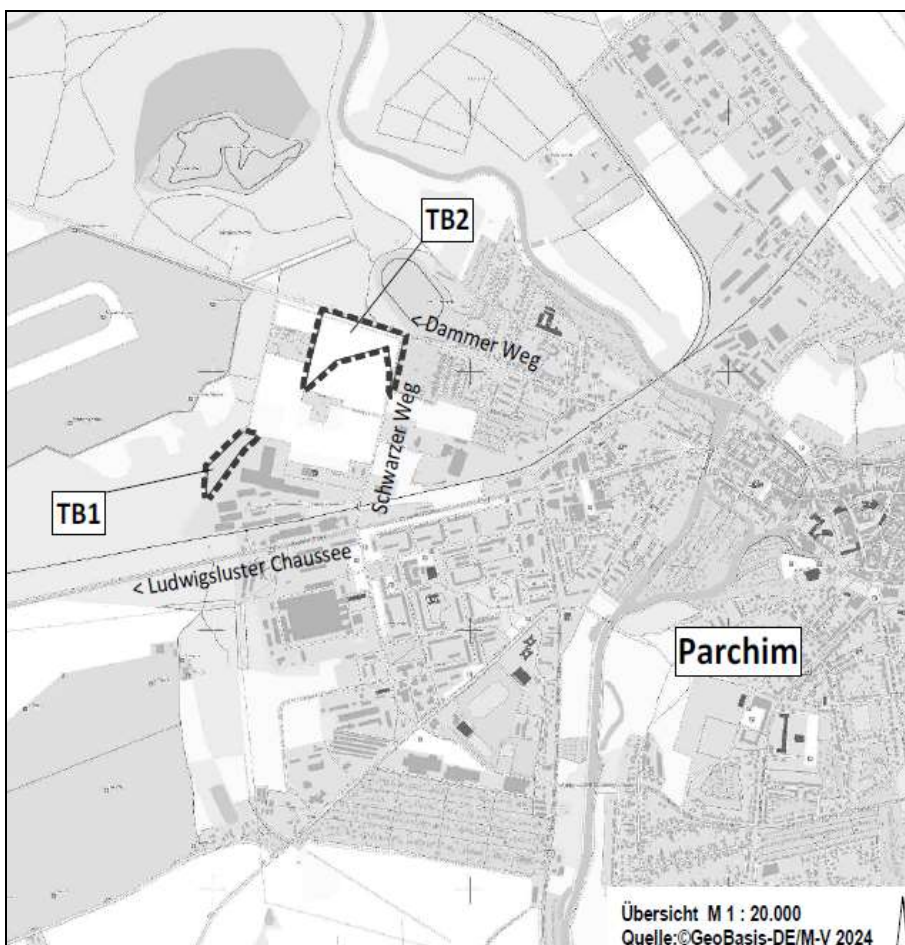 TB2
< Dammer Weg
Schwarzer Weg
TB1
< Ludwigsluster Chaussee
Parchim
Übersicht M 1 : 20.000
Quelle:©GeoBasis-DE/M-V 2024